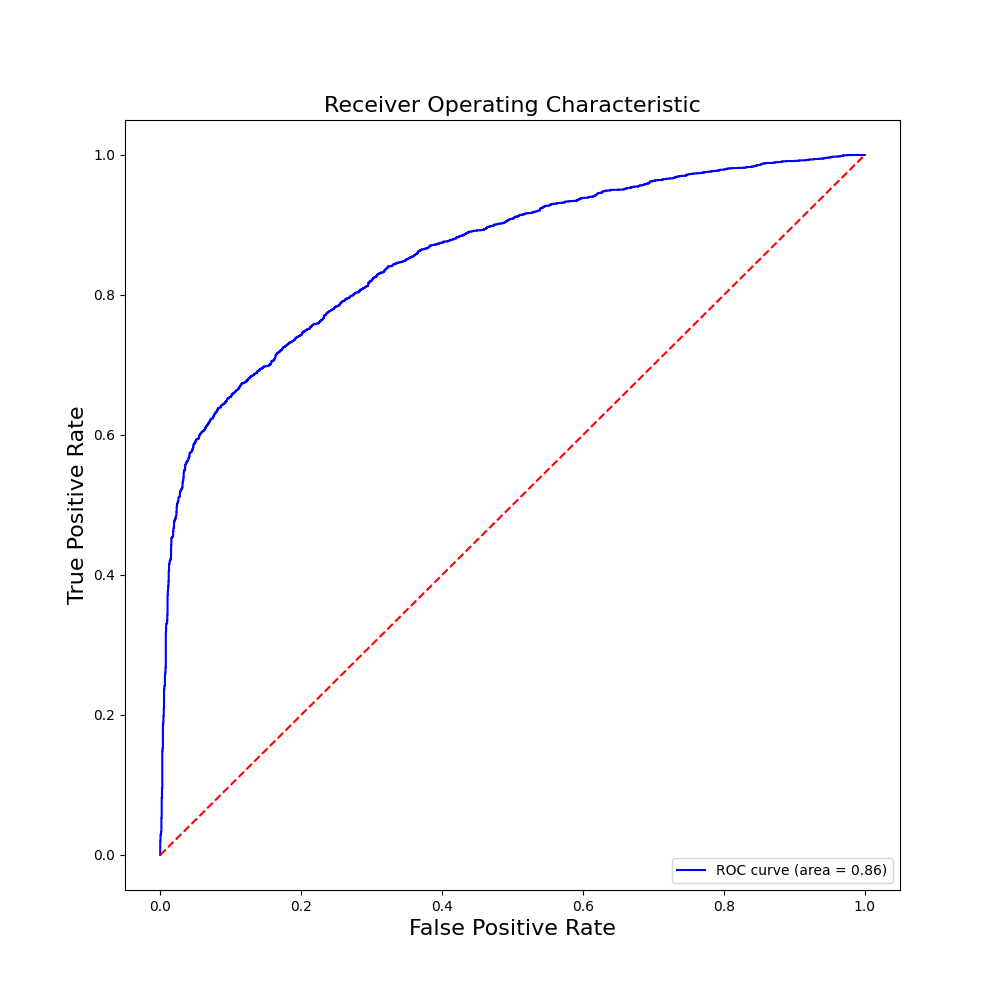 Receiver Operating Characteristic
1.0
0.8
0.6
0.4
0.2
0.0
True Positive Rate
ROC curve (area = 0.86)
0.0 0.2 0.4 0.6 0.8 1.0
False Positive Rate